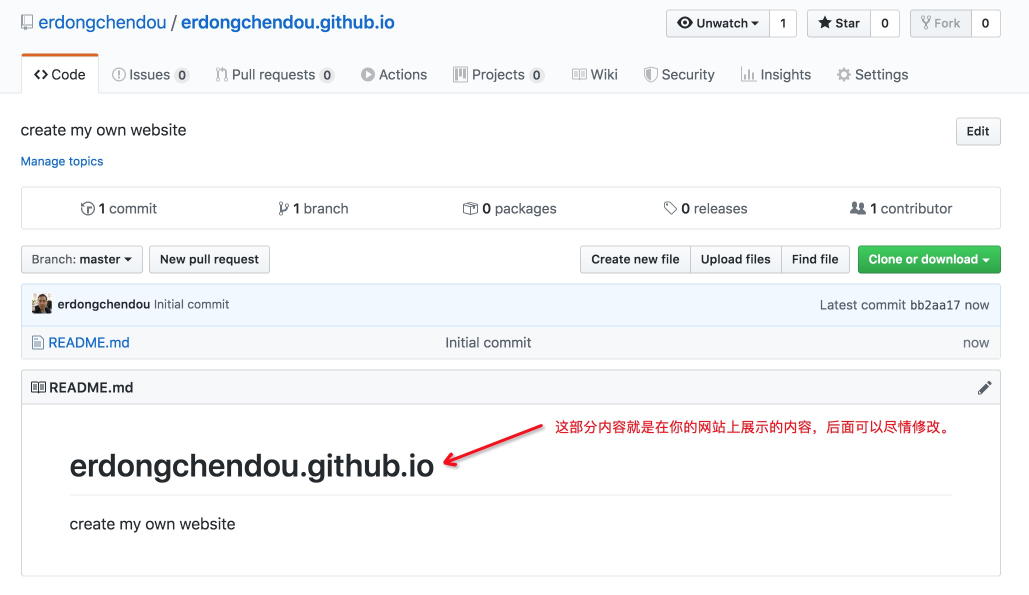 erdongchendou / erdongchendou.github.io Unwatch 1 Star 0 Fork 0
Code Issues 0 Pull requests 0 Actions Projects 0 Wiki Security Insights Settings
create my own website Edit
Manage topics
1 commit 1 branch 0 packages 0 releases 1 contributor
Branch: master New pull request Create new file Upload files Find file Clone or download
erdongchendou Initial commit Latest commit bb2aa17 now
README.md Initial commit now
README.md
这部分内容就是在你的网站上展示的内容，后面可以尽情修改。
erdongchendou.github.io
create my own website